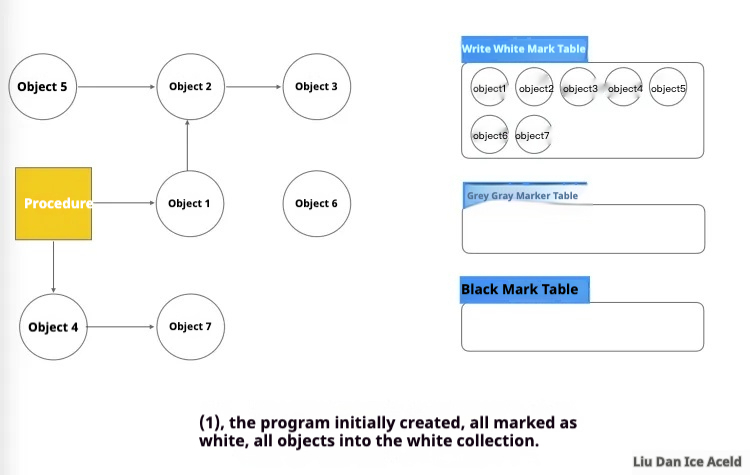 Write White Mark Table
Object 5
Object 2
Object 3
object1 object2 object3 object4 object5
object6 object7
Procedure
Object 1
Object 6
Grey Gray Marker Table
Black Mark Table
Object 4
Object 7
(1), the program initially created, all marked as
white, all objects into the white collection.
Liu Dan Ice Aceld